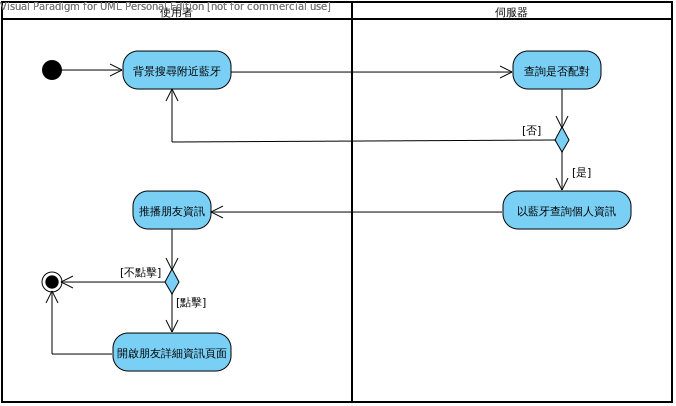 Visual Paradigm for UML Personal Edition [not for commercial use]
使用者
伺服器
背景搜尋附近藍牙
查詢是否配對
[否]
[是]
推播朋友資訊
以藍牙查詢個人資訊
[不點擊]
[點擊]
開啟朋友詳細資訊頁面